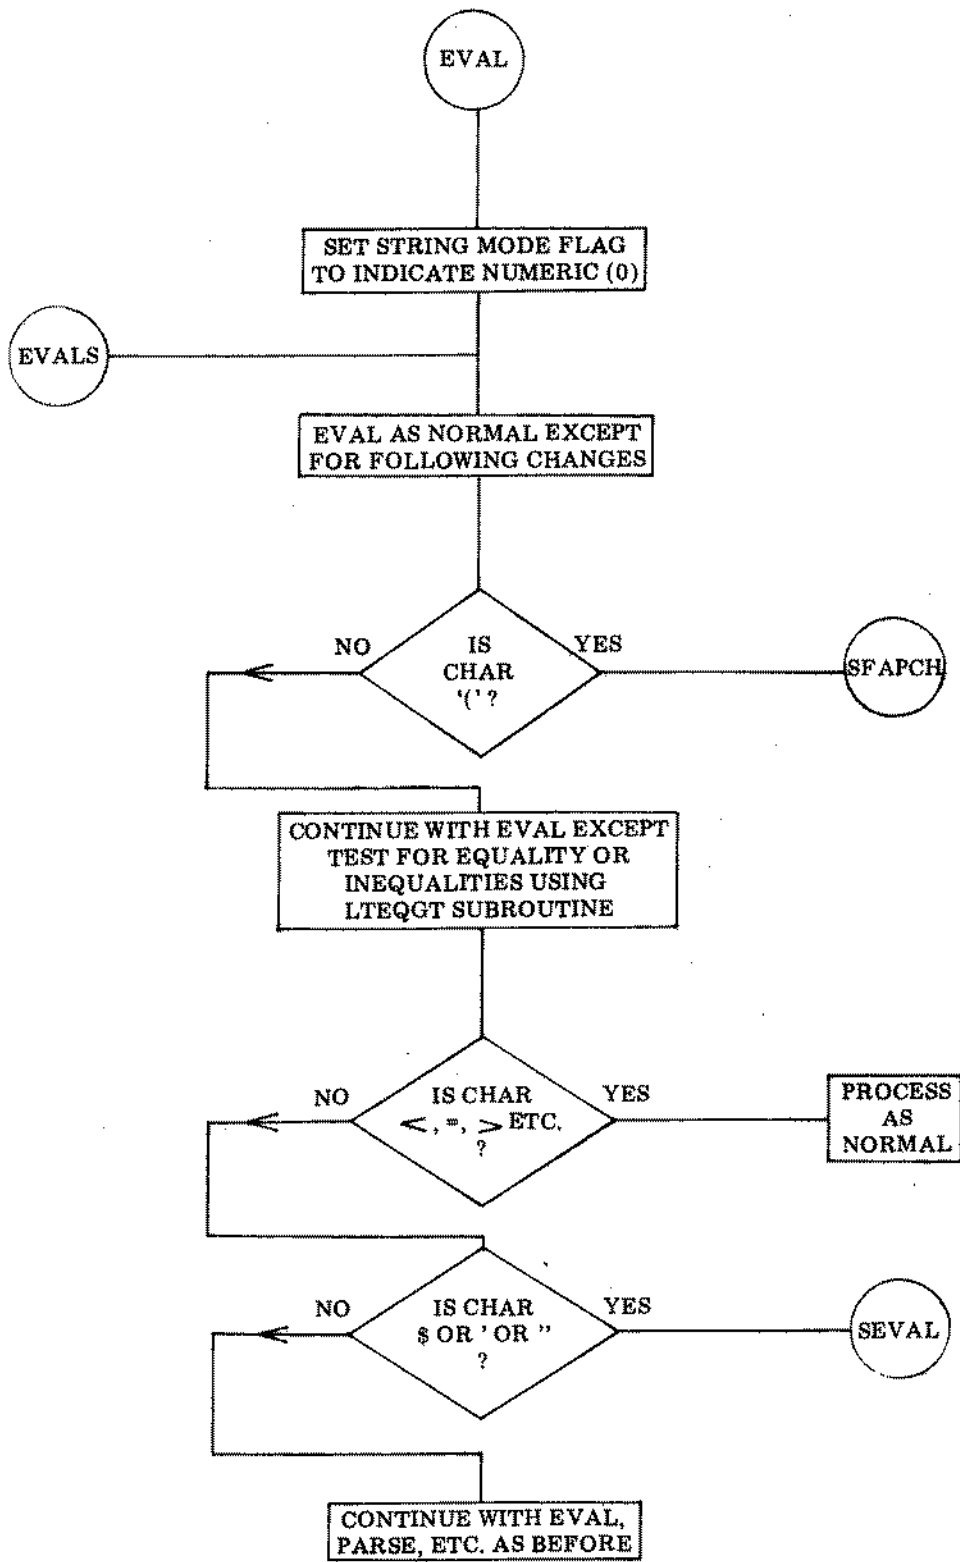 EVAL
SET STRING MODE FLAG
TO INDICATE NUMERIC (0)
EVALS
EVAL AS NORMAL EXCEPT
FOR FOLLOWING CHANGES
NO
IS
CHAR
'(' ?
YES
SFAPCH
CONTINUE WITH EVAL EXCEPT
TEST FOR EQUALITY OR
INEQUALITIES USING
LTEQGT SUBROUTINE
NO
IS CHAR
<, =, > ETC.
?
YES
PROCESS
AS
NORMAL
NO
IS CHAR
$ OR ' OR ''
?
YES
SEVAL
CONTINUE WITH EVAL,
PARSE, ETC. AS BEFORE